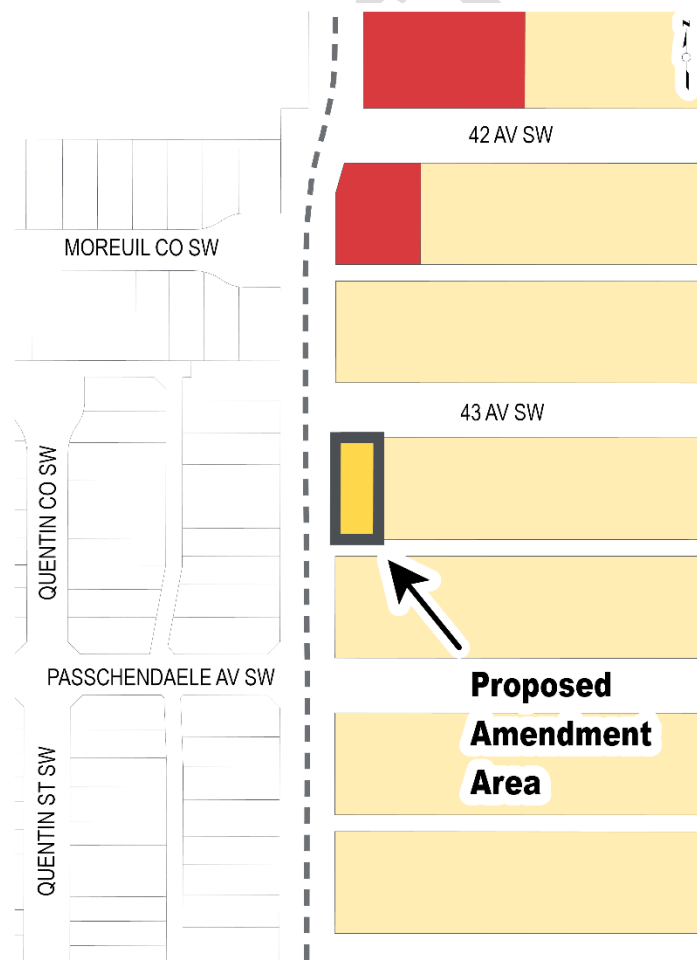 N
42 AV SW
MOREUIL CO SW
43 AV SW
QUENTIN CO SW
PASSCHENDAELE AV SW
Proposed
Amendment
Area
QUENTIN ST SW